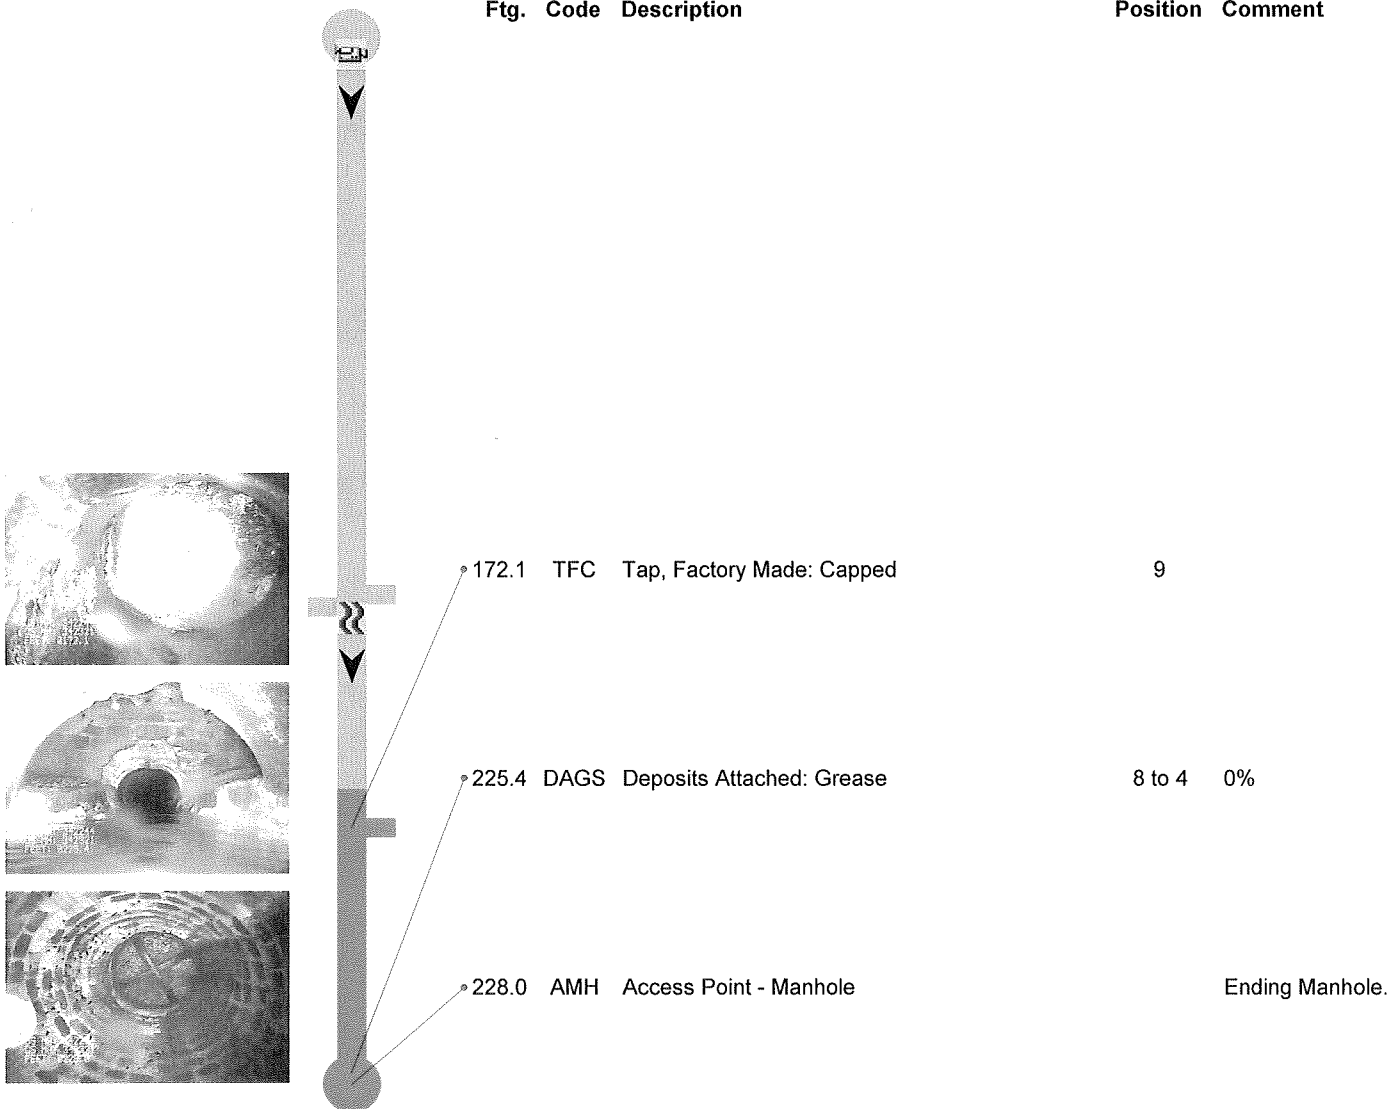 Ftg. Code Description Position Comment
172.1 TFC Tap, Factory Made: Capped 9
225.4 DAGS Deposits Attached: Grease 8 to 4 0%
228.0 AMH Access Point - Manhole Ending Manhole.